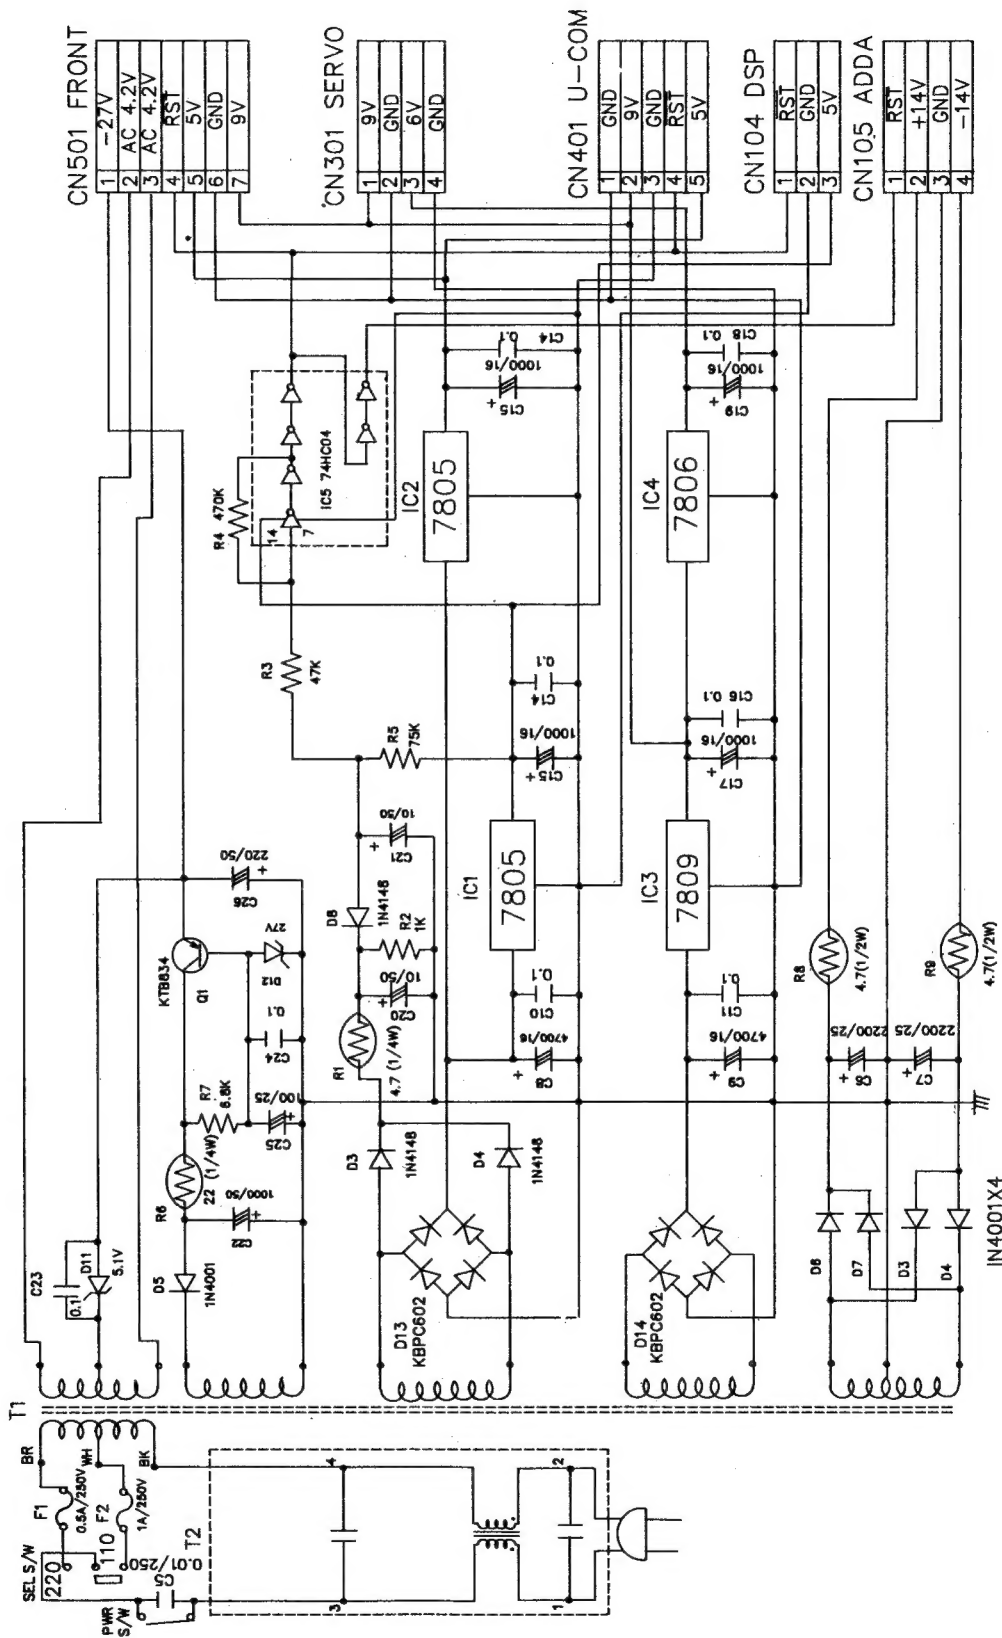 CN501 FRONT
1 -27V
2 AC 4.2V
3 AC 4.2V
4 RST
5 5V
6 GND
7 9V
CN301 SERVO
1 9V
2 GND
3 6V
4 GND
CN401 U-COM
1 GND
2 9V
3 GND
4 RST
5 5V
CN104 DSP
1 RST
2 GND
3 5V
CN105 ADDA
1 RST
2 +14V
3 GND
4 -14V
R4 470K
14
7
IC5 74HC04
R3
47K
IC2
7805
C15 +
1000/16
0.1
C14
IC4
7806
C19 +
1000/16
0.1
C18
KTB834
Q1
27V
D12
220/50
C26 +
0.1
C24
R7
6.8K
100/25
C25 +
R6
22 (1/4W)
1000/50
C22 +
D5
1N4001
C23
0.1
D11
5.1V
R5
75K
10/50
C21 +
D8
1N4148
R2
1K
10/50
C20 +
R1
4.7 (1/4W)
D3
1N4148
D4
1N4148
IC1
7805
C15 +
1000/16
C14
0.1
C10
0.1
C8 +
4700/16
IC3
7809
C17 +
1000/16
C16 0.1
C11
0.1
C9 +
4700/16
D13
KBPC602
D14
KBPC602
R8
4.7(1/2W)
R9
4.7(1/2W)
2200/25
C6 +
2200/25
C7 +
D6
D7
D3
D4
IN4001X4
T1
BR
WH
BK
F1
0.5A/250V
F2
1A/250V
SEL S/W
220
110
0.01/250
C5
PWR
S/W
T2
4
3
2
1